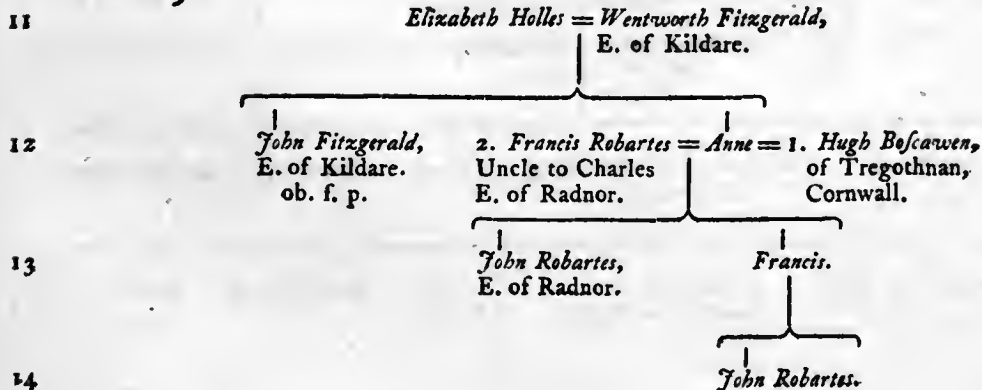 11 Elizabeth Holles = Wentworth Fitzgerald,
E. of Kildare.
12 John Fitzgerald, 2. Francis Robartes = Anne = 1. Hugh Boſcawen,
E. of Kildare. Uncle to Charles of Tregothnan,
ob. ſ. p. E. of Radnor. Cornwall.
13 John Robartes, Francis.
E. of Radnor.
14 John Robartes.